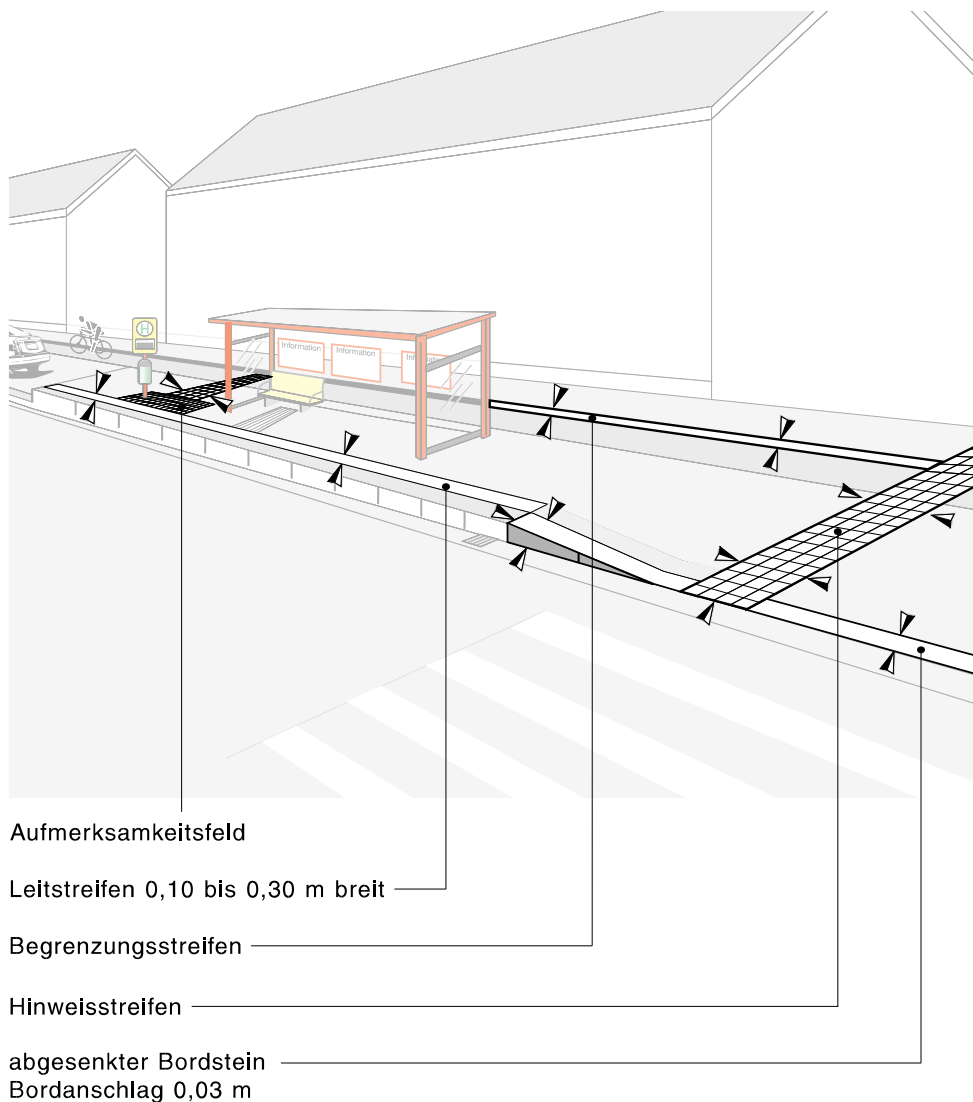 H
Information
Information
Aufmerksamkeitsfeld
Leitstreifen 0,10 bis 0,30 m breit
Begrenzungsstreifen
Hinweisstreifen
abgesenkter Bordstein
Bordanschlag 0,03 m